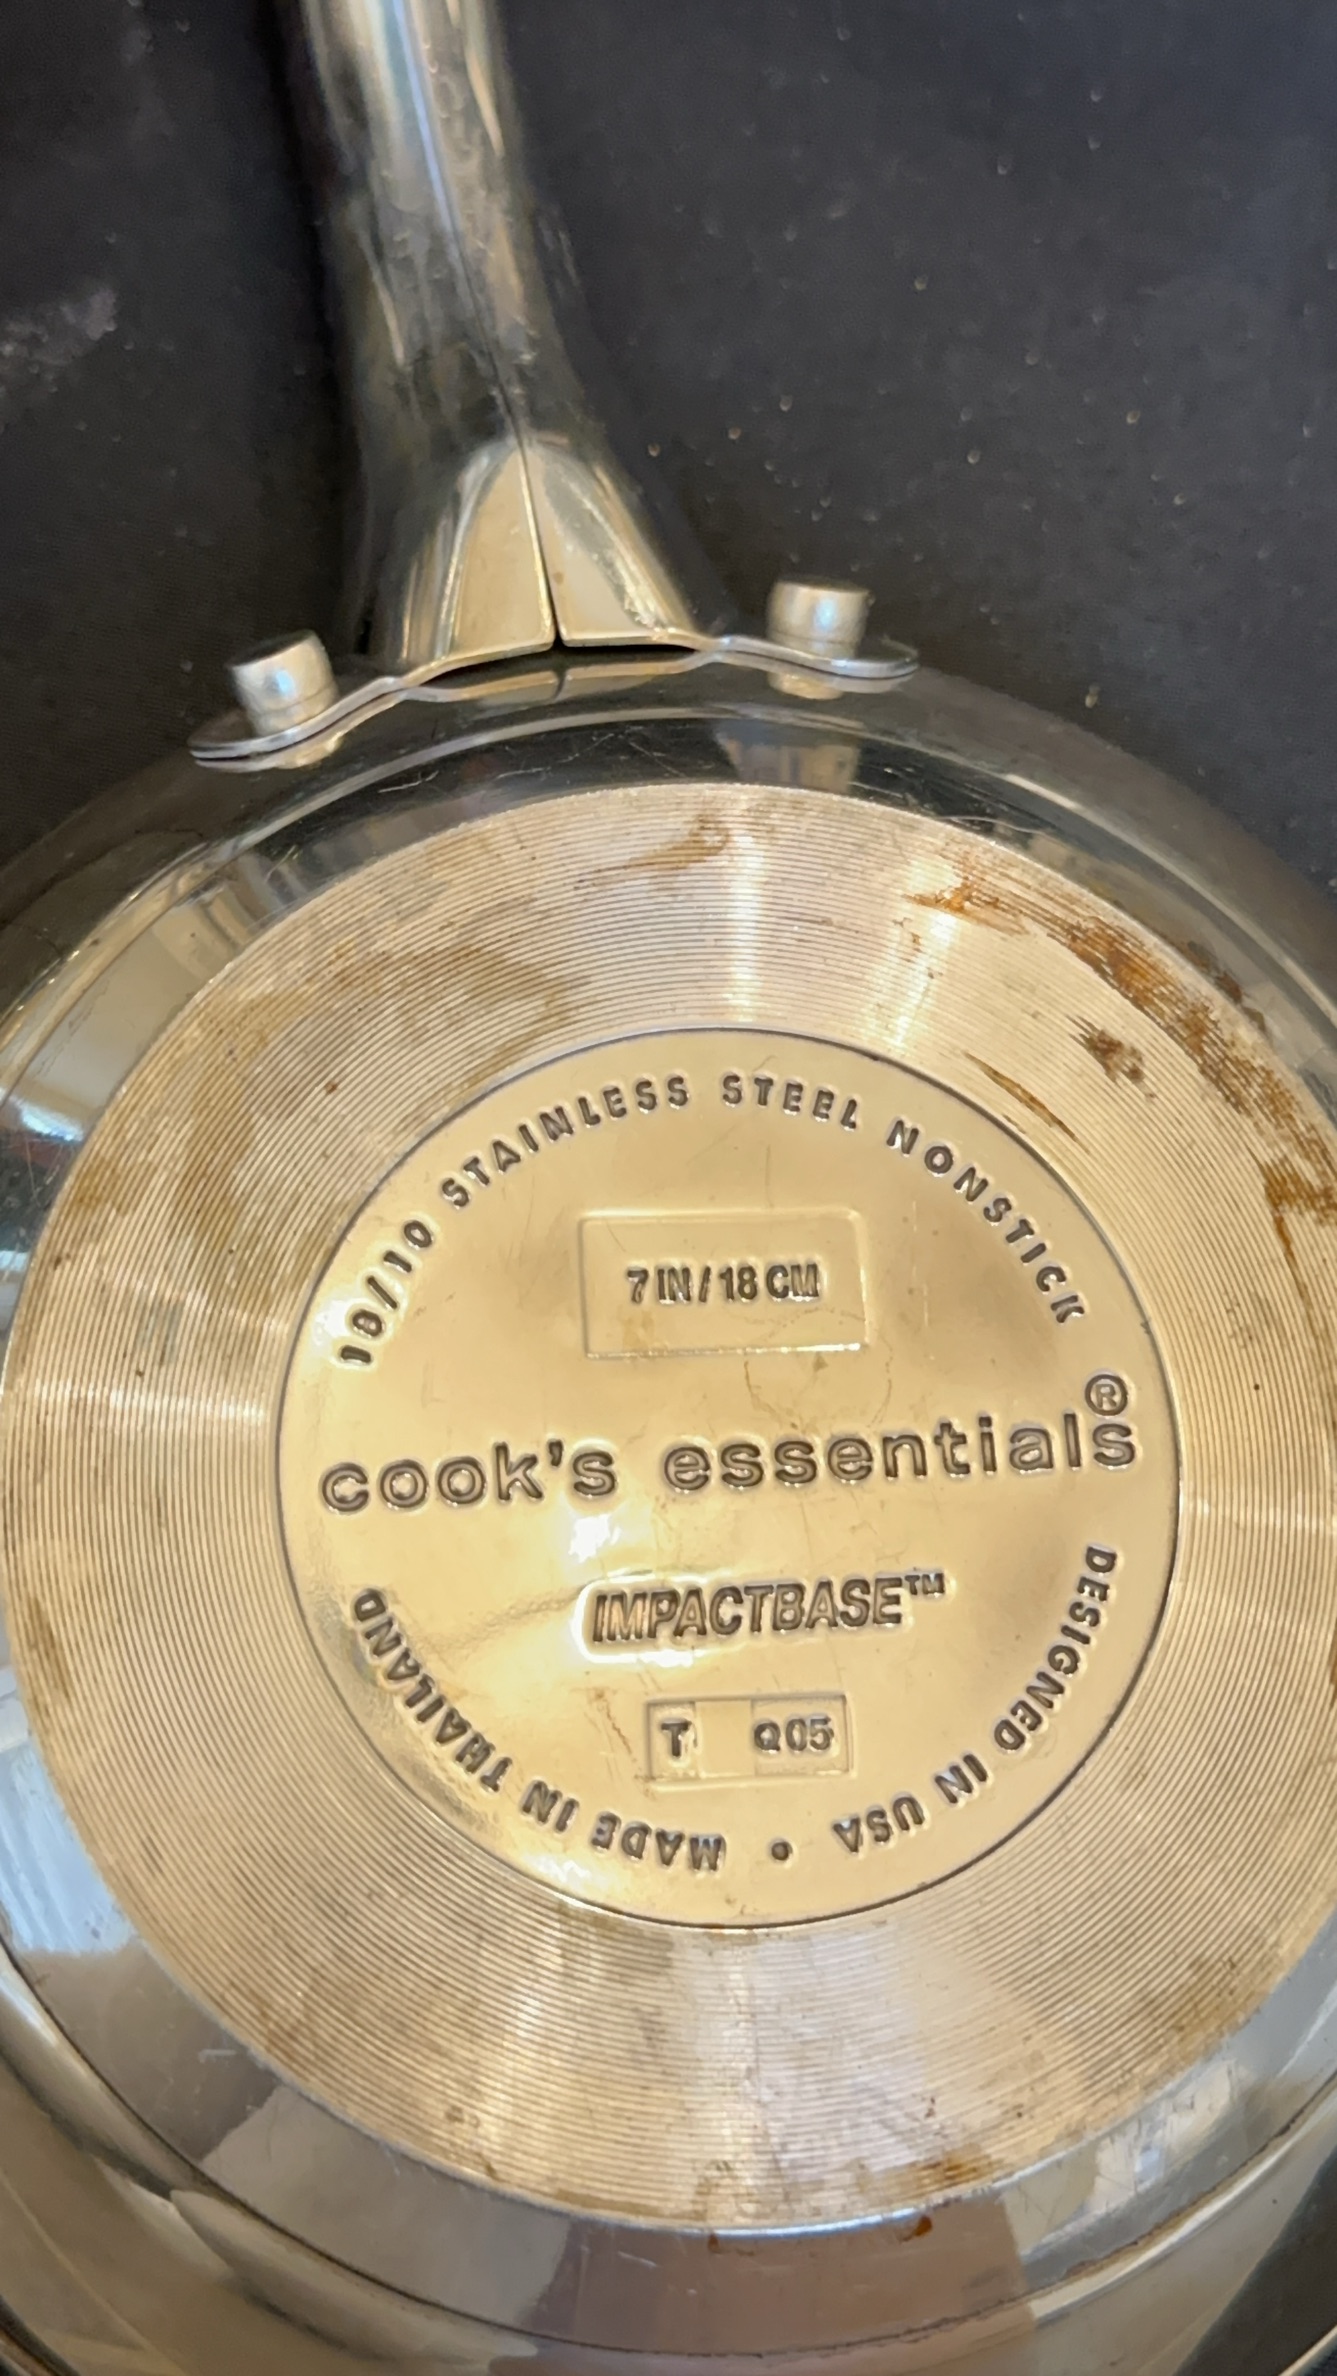 18/10 STAINLESS STEEL NONSTICK
7 IN / 18 CM
cook's essentials®
IMPACTBASE™
T Q05
DESIGNED IN USA • MADE IN THAILAND